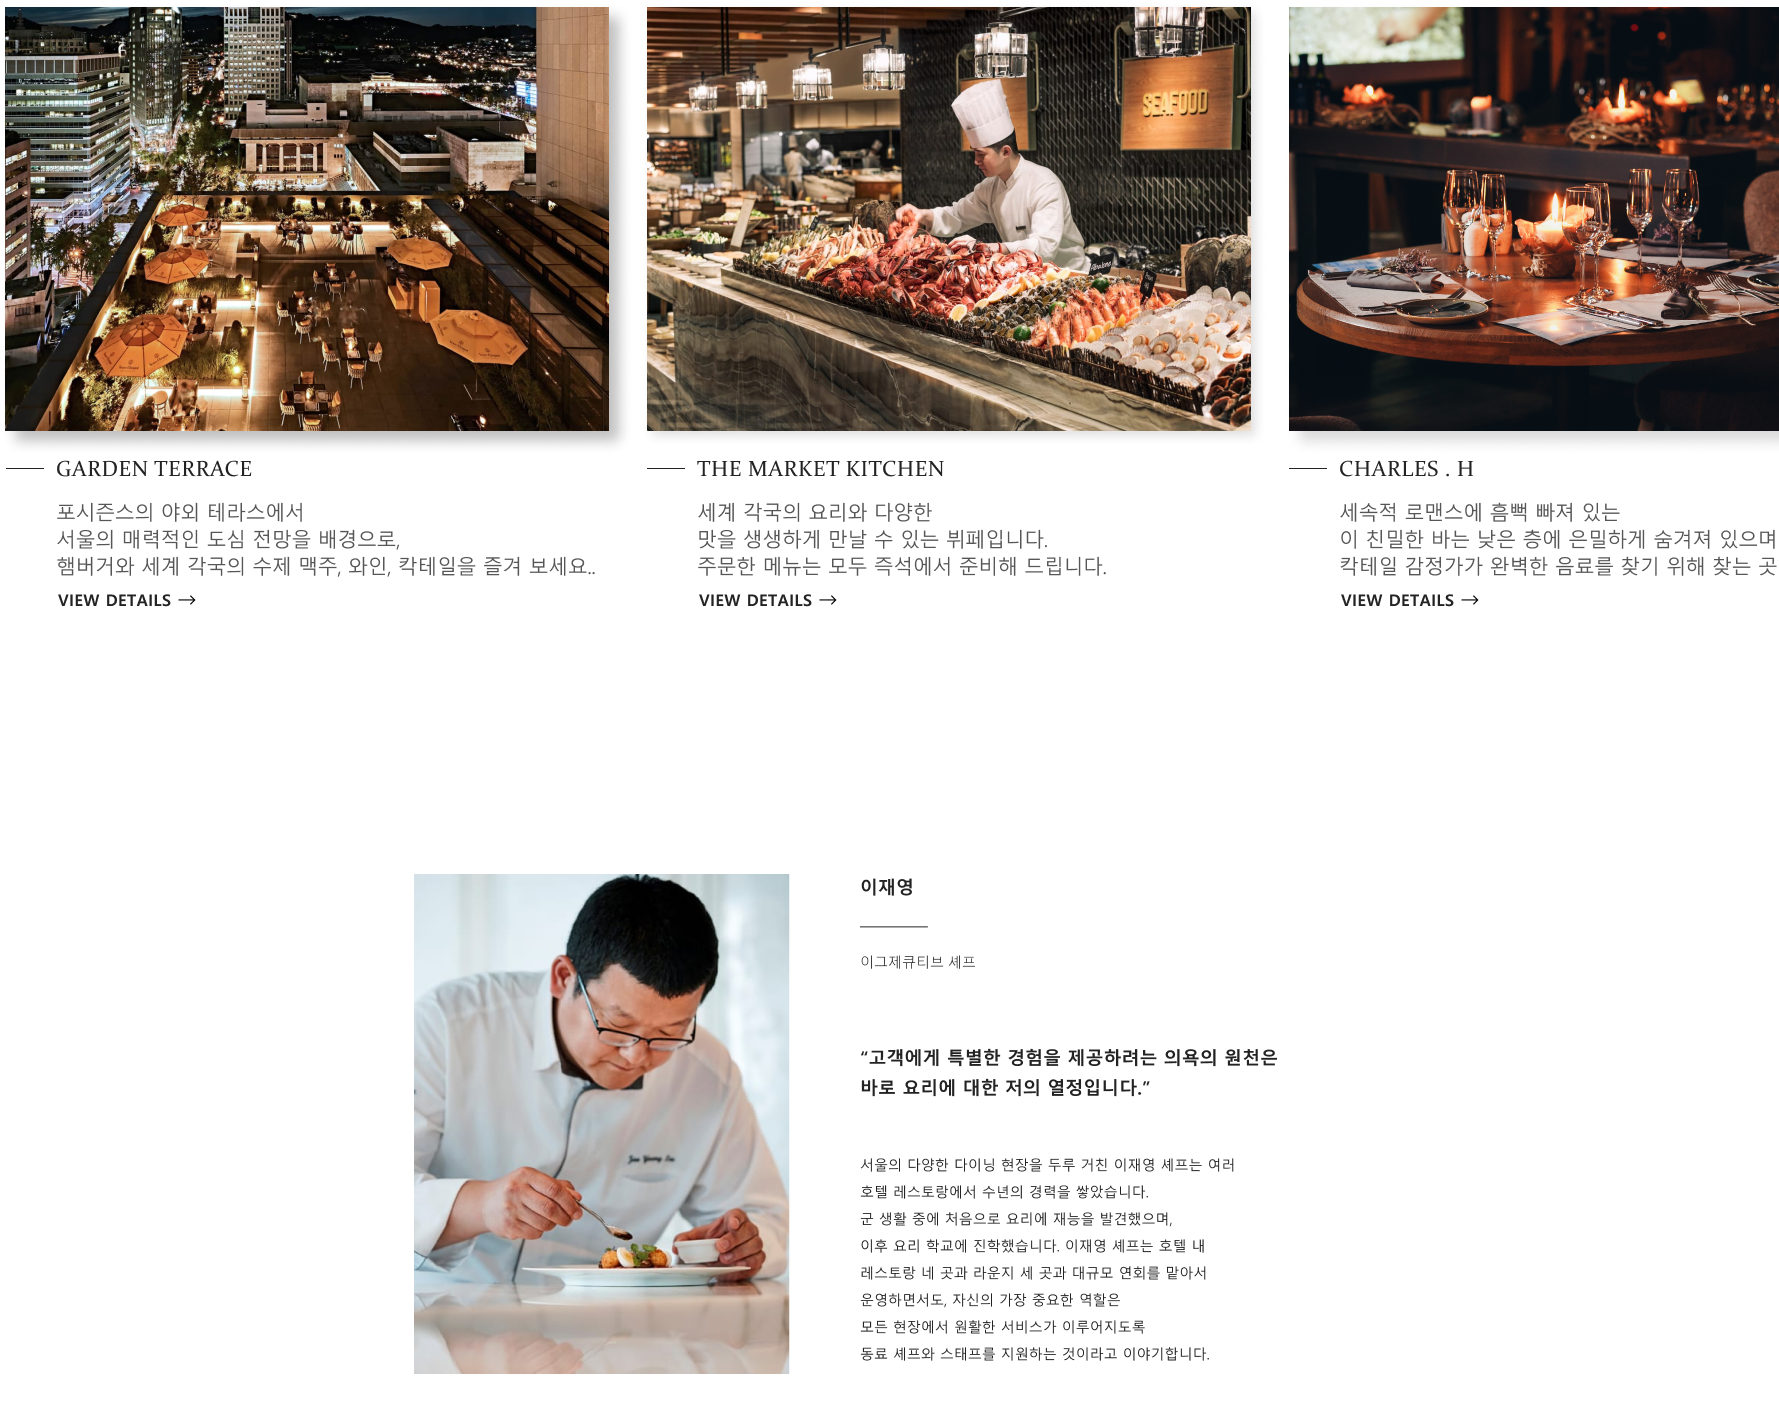 SEAFOOD
GARDEN TERRACE
포시즌스의 야외 테라스에서
서울의 매력적인 도심 전망을 배경으로,
햄버거와 세계 각국의 수제 맥주, 와인, 칵테일을 즐겨 보세요..
VIEW DETAILS →
THE MARKET KITCHEN
세계 각국의 요리와 다양한
맛을 생생하게 만날 수 있는 뷔페입니다.
주문한 메뉴는 모두 즉석에서 준비해 드립니다.
VIEW DETAILS →
CHARLES . H
세속적 로맨스에 흠뻑 빠져 있는
이 친밀한 바는 낮은 층에 은밀하게 숨겨져 있으며
칵테일 감정가가 완벽한 음료를 찾기 위해 찾는 곳
VIEW DETAILS →
이재영
이그제큐티브 셰프
“고객에게 특별한 경험을 제공하려는 의욕의 원천은
바로 요리에 대한 저의 열정입니다.”
서울의 다양한 다이닝 현장을 두루 거친 이재영 셰프는 여러
호텔 레스토랑에서 수년의 경력을 쌓았습니다.
군 생활 중에 처음으로 요리에 재능을 발견했으며,
이후 요리 학교에 진학했습니다. 이재영 셰프는 호텔 내
레스토랑 네 곳과 라운지 세 곳과 대규모 연회를 맡아서
운영하면서도, 자신의 가장 중요한 역할은
모든 현장에서 원활한 서비스가 이루어지도록
동료 셰프와 스태프를 지원하는 것이라고 이야기합니다.